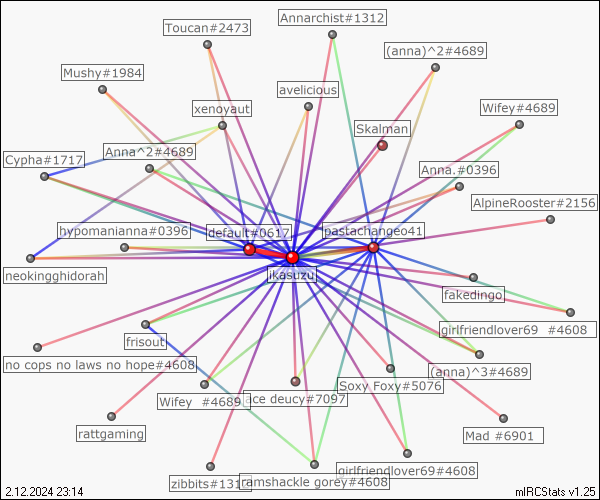 Annarchist#1312
Toucan#2473
(anna)^2#4689
Mushy#1984
avelicious
xenoyaut
Wifey#4689
Skalman
Anna^2#4689
Cypha#1717
Anna.#0396
AlpineRooster#2156
hypomanianna#0396
default#0617
pastachangeo41
neokingghidorah
ikasuzu
fakedingo
girlfriendlover69 #4608
frisout
no cops no laws no hope#4608
(anna)^3#4689
Soxy Foxy#5076
Wifey #4689
ace deucy#7097
rattgaming
Mad #6901
girlfriendlover69#4608
zibbits#131
ramshackle gorey#4608
2.12.2024 23:14
mIRCStats v1.25